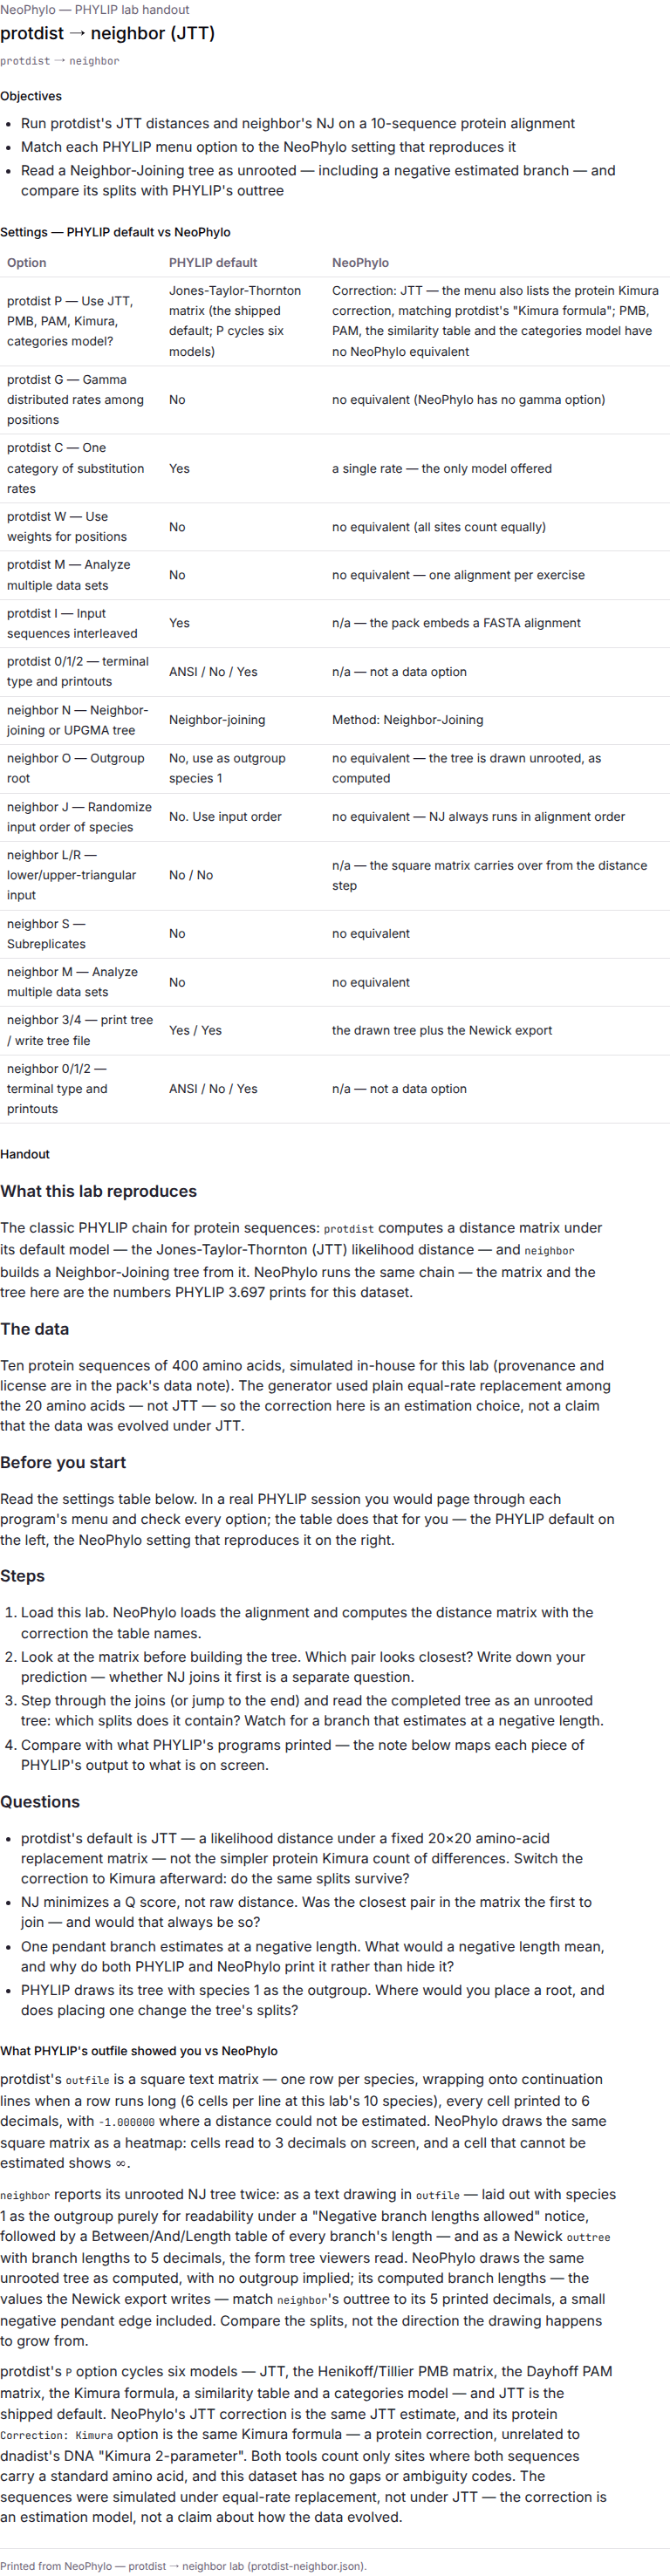 NeoPhylo — PHYLIP lab handout
protdist → neighbor (JTT)
protdist → neighbor
Objectives
• Run protdist's JTT distances and neighbor's NJ on a 10-sequence protein alignment
• Match each PHYLIP menu option to the NeoPhylo setting that reproduces it
• Read a Neighbor-Joining tree as unrooted — including a negative estimated branch — and
compare its splits with PHYLIP's outtree
Settings — PHYLIP default vs NeoPhylo
Option PHYLIP default NeoPhylo
protdist P — Use JTT,
PMB, PAM, Kimura,
categories model?
Jones-Taylor-Thornton
matrix (the shipped
default; P cycles six
models)
Correction: JTT — the menu also lists the protein Kimura
correction, matching protdist's "Kimura formula"; PMB,
PAM, the similarity table and the categories model have
no NeoPhylo equivalent
protdist G — Gamma
distributed rates among
positions
No
no equivalent (NeoPhylo has no gamma option)
protdist C — One
category of substitution
rates
Yes
a single rate — the only model offered
protdist W — Use
weights for positions
No
no equivalent (all sites count equally)
protdist M — Analyze
multiple data sets
No
no equivalent — one alignment per exercise
protdist I — Input
sequences interleaved
Yes
n/a — the pack embeds a FASTA alignment
protdist 0/1/2 — terminal
type and printouts
ANSI / No / Yes
n/a — not a data option
neighbor N — Neighbor-
joining or UPGMA tree
Neighbor-joining
Method: Neighbor-Joining
neighbor O — Outgroup
root
No, use as outgroup
species 1
no equivalent — the tree is drawn unrooted, as
computed
neighbor J — Randomize
input order of species
No. Use input order
no equivalent — NJ always runs in alignment order
neighbor L/R —
lower/upper-triangular
input
No / No
n/a — the square matrix carries over from the distance
step
neighbor S —
Subreplicates
No
no equivalent
neighbor M — Analyze
multiple data sets
No
no equivalent
neighbor 3/4 — print tree
/ write tree file
Yes / Yes
the drawn tree plus the Newick export
neighbor 0/1/2 —
terminal type and
printouts
ANSI / No / Yes
n/a — not a data option
Handout
What this lab reproduces
The classic PHYLIP chain for protein sequences: protdist computes a distance matrix under
its default model — the Jones-Taylor-Thornton (JTT) likelihood distance — and neighbor
builds a Neighbor-Joining tree from it. NeoPhylo runs the same chain — the matrix and the
tree here are the numbers PHYLIP 3.697 prints for this dataset.
The data
Ten protein sequences of 400 amino acids, simulated in-house for this lab (provenance and
license are in the pack's data note). The generator used plain equal-rate replacement among
the 20 amino acids — not JTT — so the correction here is an estimation choice, not a claim
that the data was evolved under JTT.
Before you start
Read the settings table below. In a real PHYLIP session you would page through each
program's menu and check every option; the table does that for you — the PHYLIP default on
the left, the NeoPhylo setting that reproduces it on the right.
Steps
1. Load this lab. NeoPhylo loads the alignment and computes the distance matrix with the
correction the table names.
2. Look at the matrix before building the tree. Which pair looks closest? Write down your
prediction — whether NJ joins it first is a separate question.
3. Step through the joins (or jump to the end) and read the completed tree as an unrooted
tree: which splits does it contain? Watch for a branch that estimates at a negative length.
4. Compare with what PHYLIP's programs printed — the note below maps each piece of
PHYLIP's output to what is on screen.
Questions
• protdist's default is JTT — a likelihood distance under a fixed 20×20 amino-acid
replacement matrix — not the simpler protein Kimura count of differences. Switch the
correction to Kimura afterward: do the same splits survive?
• NJ minimizes a Q score, not raw distance. Was the closest pair in the matrix the first to
join — and would that always be so?
• One pendant branch estimates at a negative length. What would a negative length mean,
and why do both PHYLIP and NeoPhylo print it rather than hide it?
• PHYLIP draws its tree with species 1 as the outgroup. Where would you place a root, and
does placing one change the tree's splits?
What PHYLIP's outfile showed you vs NeoPhylo
protdist's outfile is a square text matrix — one row per species, wrapping onto continuation
lines when a row runs long (6 cells per line at this lab's 10 species), every cell printed to 6
decimals, with -1.000000 where a distance could not be estimated. NeoPhylo draws the same
square matrix as a heatmap: cells read to 3 decimals on screen, and a cell that cannot be
estimated shows ∞.
neighbor reports its unrooted NJ tree twice: as a text drawing in outfile — laid out with species
1 as the outgroup purely for readability under a "Negative branch lengths allowed" notice,
followed by a Between/And/Length table of every branch's length — and as a Newick outtree
with branch lengths to 5 decimals, the form tree viewers read. NeoPhylo draws the same
unrooted tree as computed, with no outgroup implied; its computed branch lengths — the
values the Newick export writes — match neighbor's outtree to its 5 printed decimals, a small
negative pendant edge included. Compare the splits, not the direction the drawing happens
to grow from.
protdist's P option cycles six models — JTT, the Henikoff/Tillier PMB matrix, the Dayhoff PAM
matrix, the Kimura formula, a similarity table and a categories model — and JTT is the
shipped default. NeoPhylo's JTT correction is the same JTT estimate, and its protein
Correction: Kimura option is the same Kimura formula — a protein correction, unrelated to
dnadist's DNA "Kimura 2-parameter". Both tools count only sites where both sequences
carry a standard amino acid, and this dataset has no gaps or ambiguity codes. The
sequences were simulated under equal-rate replacement, not under JTT — the correction is
an estimation model, not a claim about how the data evolved.
Printed from NeoPhylo — protdist → neighbor lab (protdist-neighbor.json).